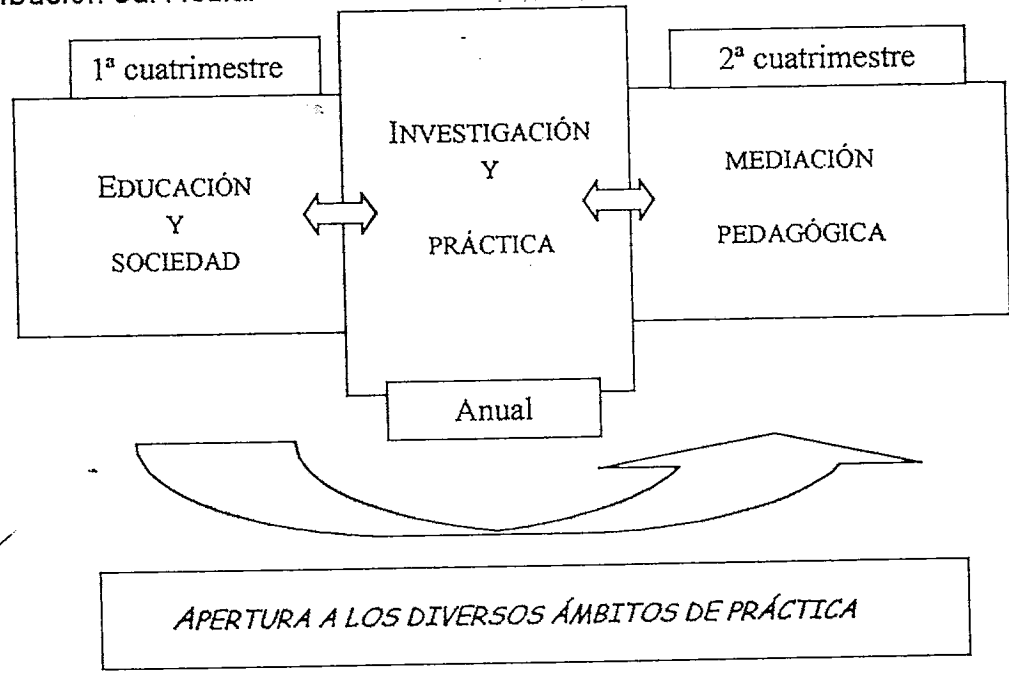 1ª cuatrimestre
EDUCACIÓN
Y
SOCIEDAD
INVESTIGACIÓN
Y
PRÁCTICA
Anual
2ª cuatrimestre
MEDIACIÓN
PEDAGÓGICA
APERTURA A LOS DIVERSOS ÁMBITOS DE PRÁCTICA